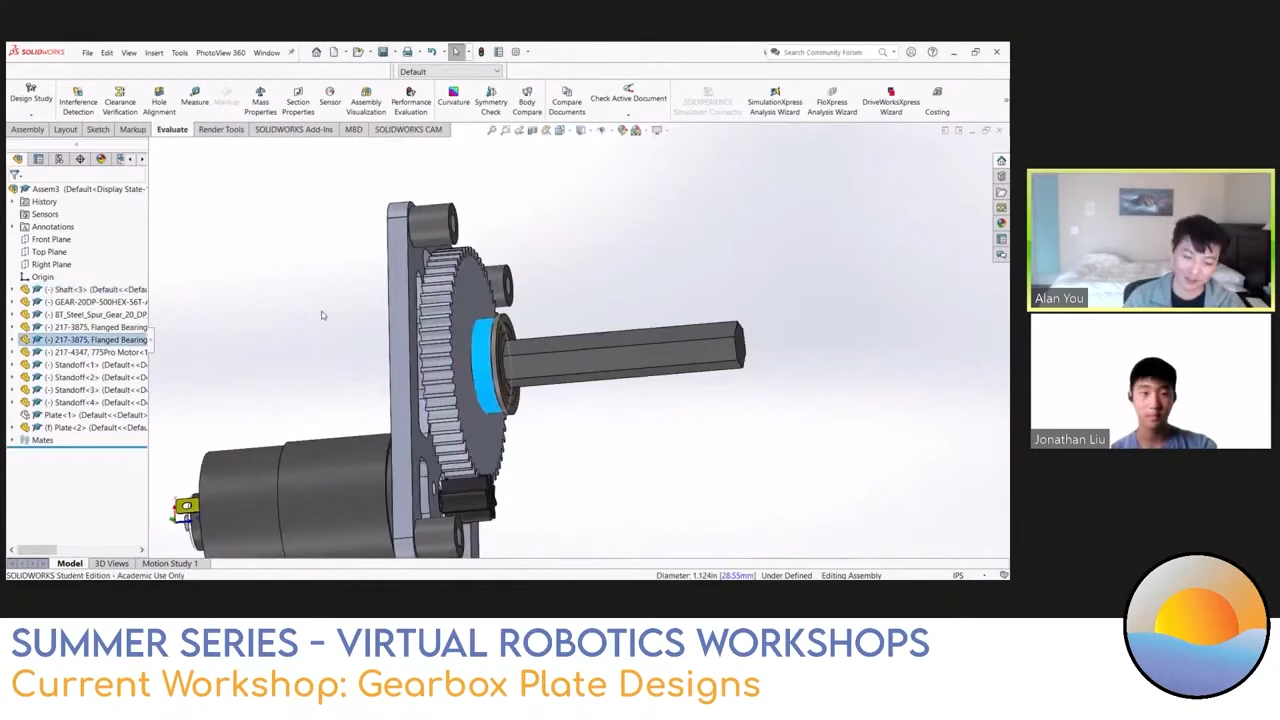 SOLIDWORKS File Edit View Insert Tools PhotoView 360 Window Search Community Forum
Default
Design Study Interference Detection Clearance Verification Hole Alignment Measure Markup Mass Properties Section Properties Sensor Assembly Visualization Performance Evaluation Curvature Symmetry Check Body Compare Compare Documents Check Active Document 3DEXPERIENCE Simulation Connector SimulationXpress Analysis Wizard FloXpress Analysis Wizard DriveWorksXpress Wizard Costing
Assembly Layout Sketch Markup Evaluate Render Tools SOLIDWORKS Add-Ins MBD SOLIDWORKS CAM
Assem3 (Default<Display State-
History
Sensors
Annotations
Front Plane
Top Plane
Right Plane
Origin
(-) Shaft<3> (Default<<Defau
(-) GEAR-20DP-500HEX-56T-
(-) 8T_Steel_Spur_Gear_20_DP
(-) 217-3875, Flanged Bearing
(-) 217-3875, Flanged Bearing
(-) 217-4347, 775Pro Motor<1
(-) Standoff<1> (Default<<D
(-) Standoff<2> (Default<<D
(-) Standoff<3> (Default<<D
(-) Standoff<4> (Default<<D
Plate<1> (Default<<Default>
(f) Plate<2> (Default<<Defau
Mates
Model 3D Views Motion Study 1
SOLIDWORKS Student Edition - Academic Use Only Diameter: 1.124in [28.55mm] Under Defined Editing Assembly IPS
Alan You
Jonathan Liu
SUMMER SERIES - VIRTUAL ROBOTICS WORKSHOPS
Current Workshop: Gearbox Plate Designs